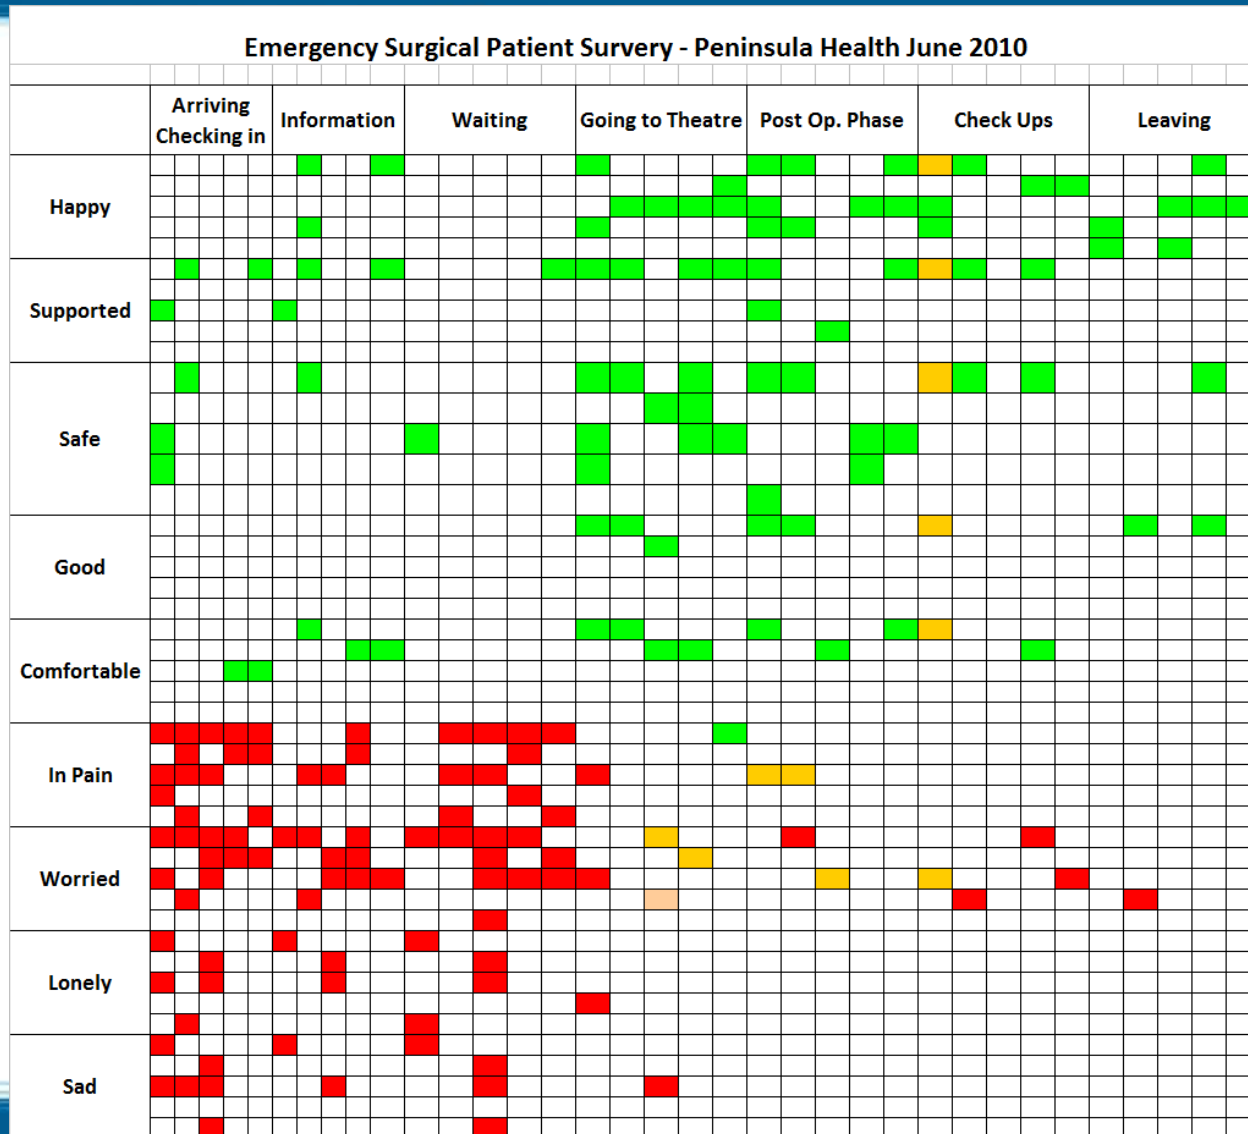 Emergency Surgical Patient Survery - Peninsula Health June 2010
Arriving
Checking in
Information
Waiting
Going to Theatre
Post Op. Phase
Check Ups
Leaving
Happy
Supported
Safe
Good
Comfortable
In Pain
Worried
Lonely
Sad